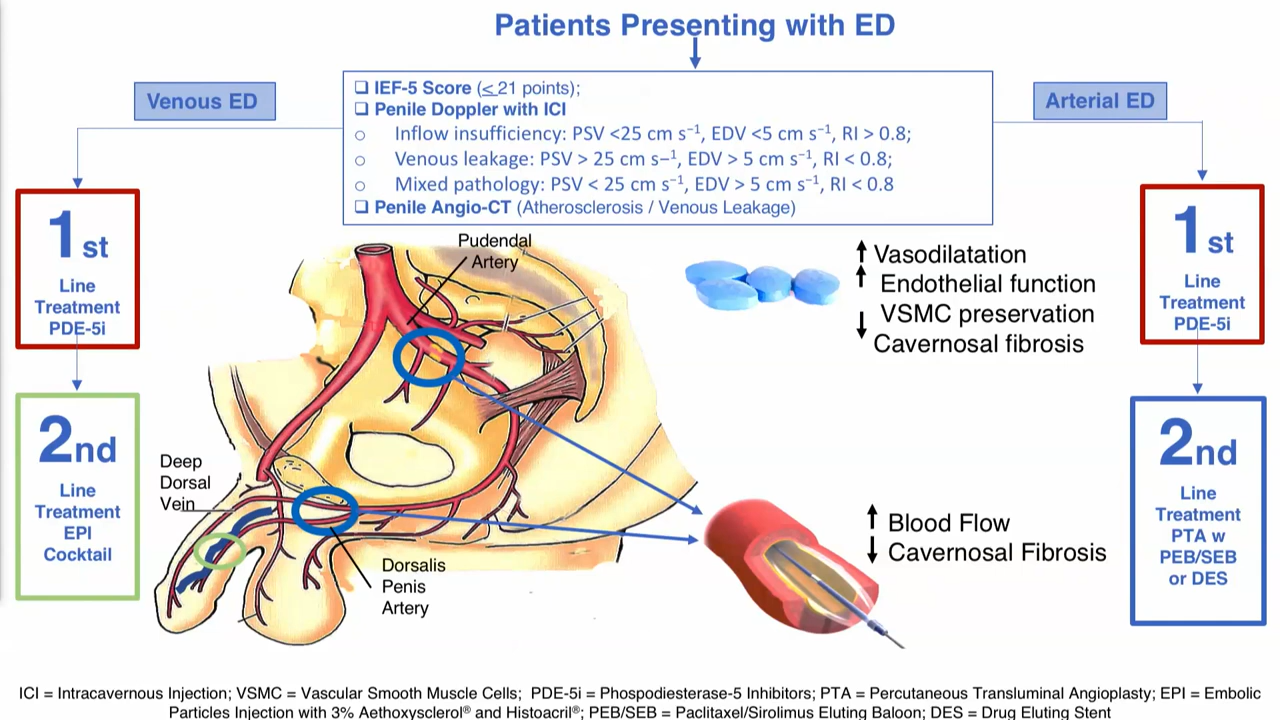 Patients Presenting with ED
Venous ED
Arterial ED
❑ IEF-5 Score (≤21 points);
❑ Penile Doppler with ICI
o Inflow insufficiency: PSV <25 cm s⁻¹, EDV <5 cm s⁻¹, RI > 0.8;
o Venous leakage: PSV > 25 cm s–¹, EDV > 5 cm s⁻¹, RI < 0.8;
o Mixed pathology: PSV < 25 cm s⁻¹, EDV > 5 cm s⁻¹, RI < 0.8
❑ Penile Angio-CT (Atherosclerosis / Venous Leakage)
1st
Line
Treatment
PDE-5i
2nd
Line
Treatment
EPI
Cocktail
Pudendal
Artery
Deep
Dorsal
Vein
Dorsalis
Penis
Artery
Vasodilatation
Endothelial function
VSMC preservation
Cavernosal fibrosis
Blood Flow
Cavernosal Fibrosis
1st
Line
Treatment
PDE-5i
2nd
Line
Treatment
PTA w
PEB/SEB
or DES
ICI = Intracavernous Injection; VSMC = Vascular Smooth Muscle Cells; PDE-5i = Phospodiesterase-5 Inhibitors; PTA = Percutaneous Transluminal Angioplasty; EPI = Embolic
Particles Injection with 3% Aethoxysclerol® and Histoacril®; PEB/SEB = Paclitaxel/Sirolimus Eluting Baloon; DES = Drug Eluting Stent